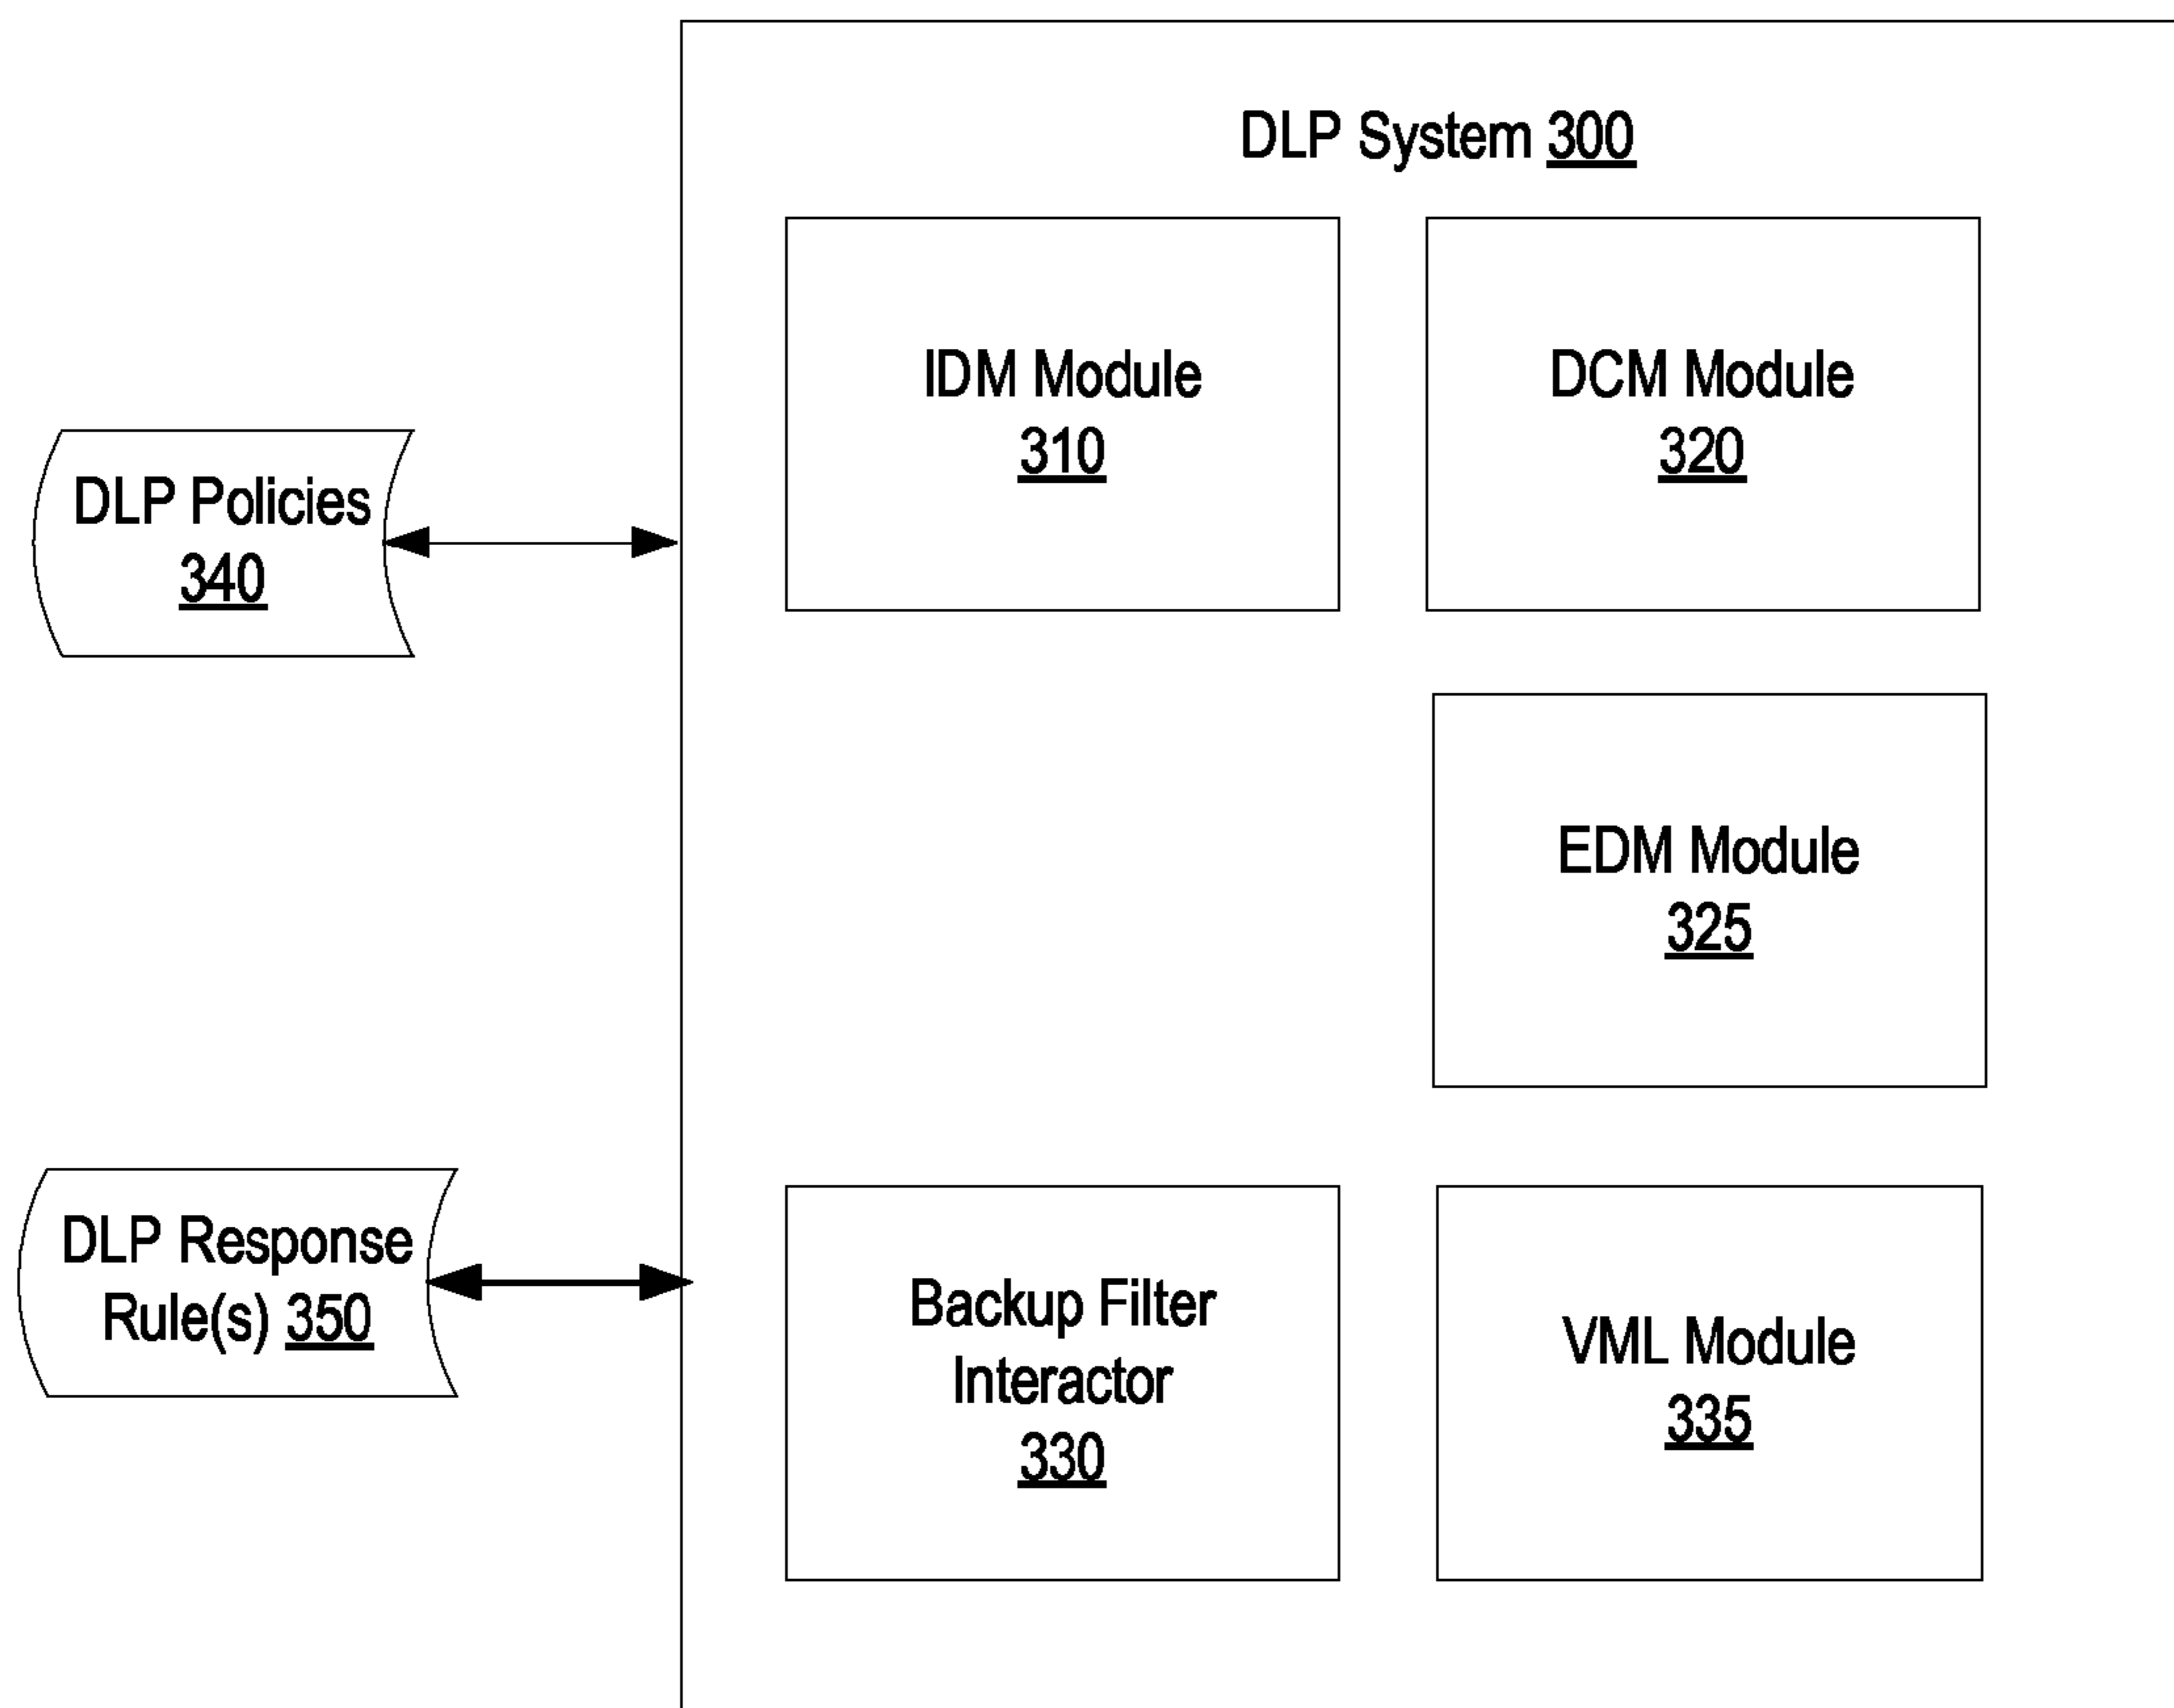 DLP System 300
IDM Module
310
DCM Module
320
DLP Policies
340
EDM Module
325
DLP Response
Rule(s) 350
Backup Filter
Interactor
330
VML Module
335